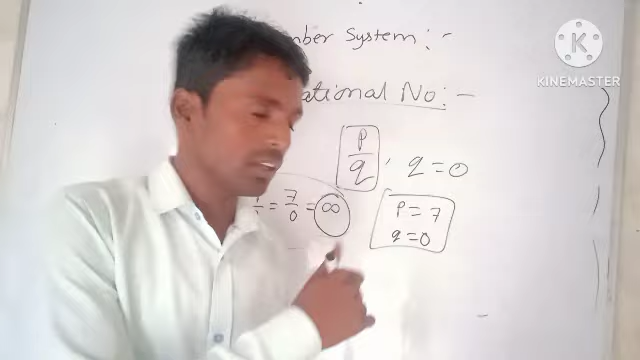 mber System :-
ational No :-
p/q , q = 0
= 7/0 = ∞
p = 7
q = 0
K
KINEMASTER